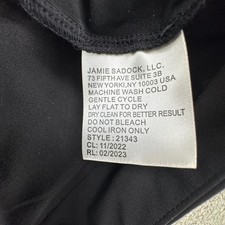 JAMIE SADOCK, LLC.
73 FIFTH AVE SUITE 3B
NEW YORK, NY 10003 USA
MACHINE WASH COLD
GENTLE CYCLE
LAY FLAT TO DRY
DRY CLEAN FOR BETTER RESULT
DO NOT BLEACH
COOL IRON ONLY
STYLE : 21343
CL: 11/2022
RL: 02/2023